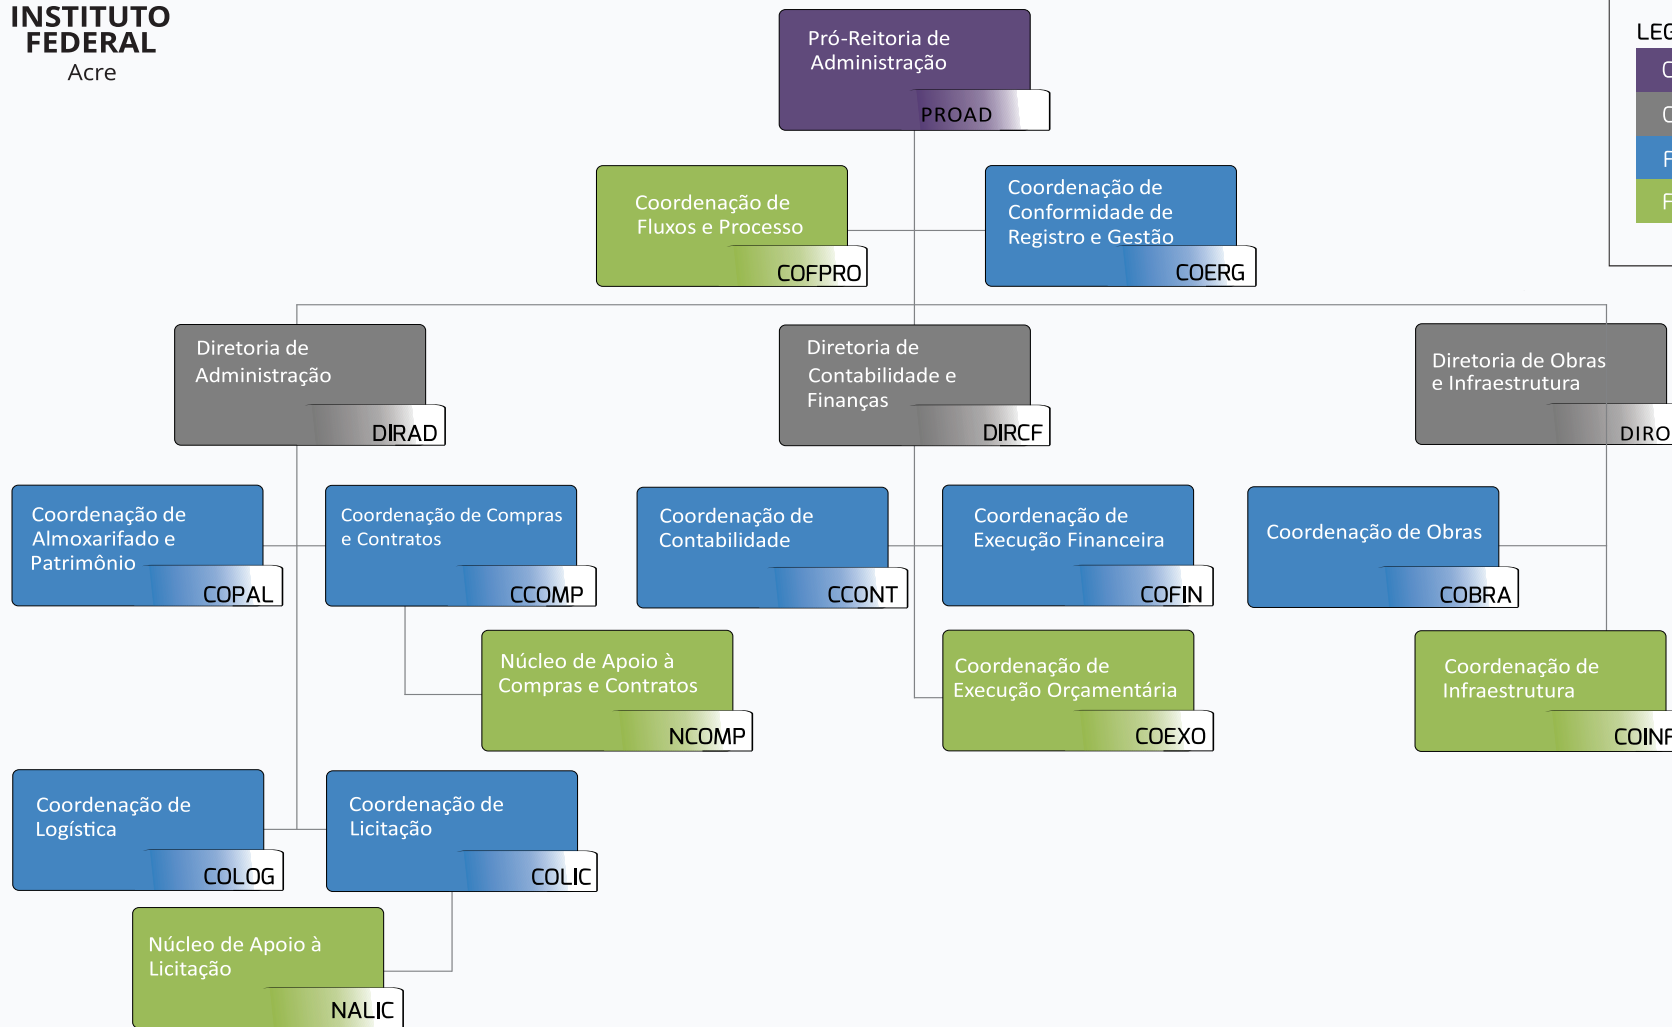 INSTITUTO
FEDERAL
Acre
Pró-Reitoria de
Administração
PROAD
Coordenação de
Fluxos e Processo
COFPRO
Coordenação de
Conformidade de
Registro e Gestão
COERG
Diretoria de
Administração
DIRAD
Diretoria de
Contabilidade e
Finanças
DIRCF
Diretoria de Obras
e Infraestrutura
Coordenação de
Almoxarifado e
Patrimônio
COPAL
Coordenação de Compras
e Contratos
CCOMP
Coordenação de
Contabilidade
CCONT
Coordenação de
Execução Financeira
COFIN
Coordenação de Obras
COBRA
Núcleo de Apoio à
Compras e Contratos
NCOMP
Coordenação de
Execução Orçamentária
COEXO
Coordenação de
Infraestrutura
Coordenação de
Logística
COLOG
Coordenação de
Licitação
COLIC
Núcleo de Apoio à
Licitação
NALIC